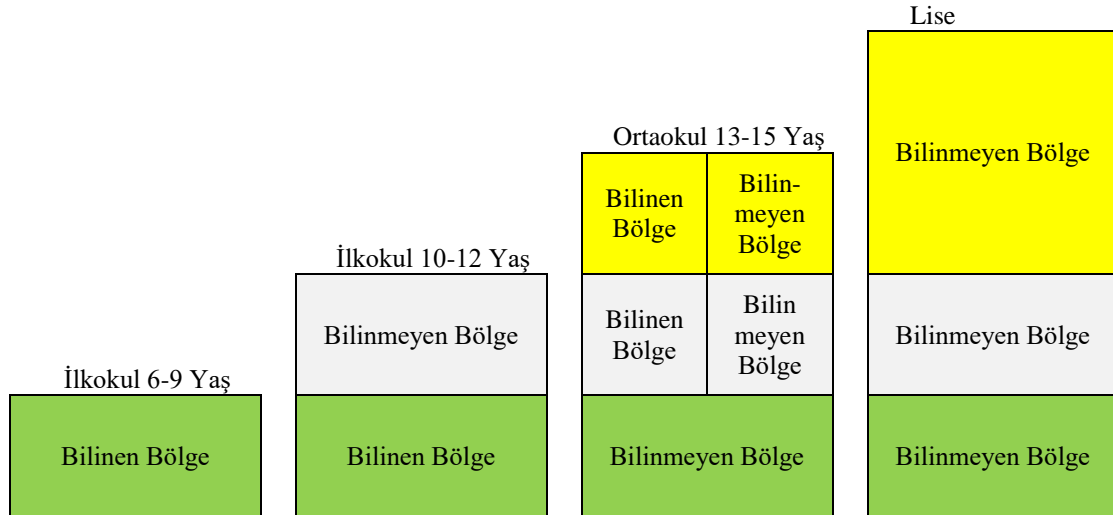 Lise
Bilinmeyen Bölge
Ortaokul 13-15 Yaş
Bilinen
Bölge
Bilin-
meyen
Bölge
İlkokul 10-12 Yaş
Bilinmeyen Bölge
Bilinen
Bölge
Bilin
meyen
Bölge
Bilinmeyen Bölge
İlkokul 6-9 Yaş
Bilinen Bölge
Bilinen Bölge
Bilinmeyen Bölge
Bilinmeyen Bölge